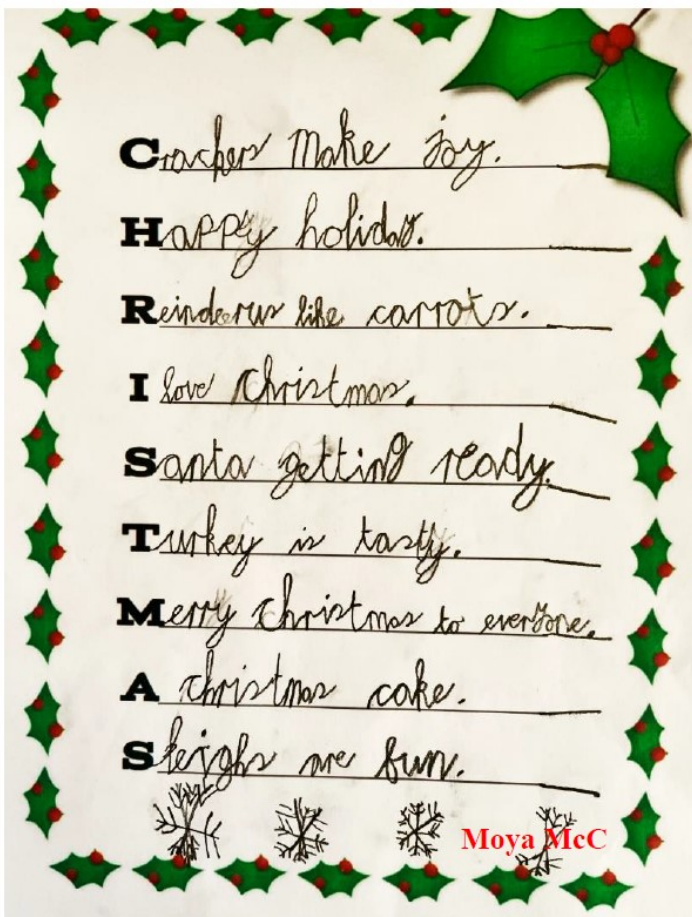 Crackers make joy.
Happy holiday.
Reindeerus like carrots.
I love Christmas.
Santa getting ready.
Turkey is tasty.
Merry Christmas to everyone.
A Christmas cake.
Sleighs are fun.
Moya McC